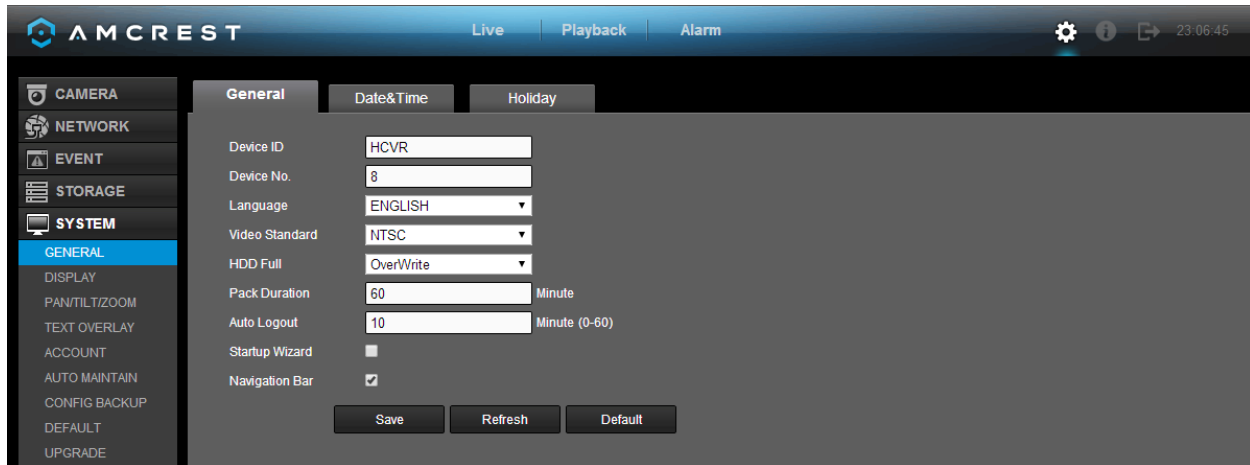 AMCREST Live Playback Alarm 23:06:45
CAMERA
NETWORK
EVENT
STORAGE
SYSTEM
GENERAL
DISPLAY
PAN/TILT/ZOOM
TEXT OVERLAY
ACCOUNT
AUTO MAINTAIN
CONFIG BACKUP
DEFAULT
UPGRADE
General Date&Time Holiday
Device ID HCVR
Device No. 8
Language ENGLISH
Video Standard NTSC
HDD Full OverWrite
Pack Duration 60 Minute
Auto Logout 10 Minute (0-60)
Startup Wizard
Navigation Bar
Save Refresh Default